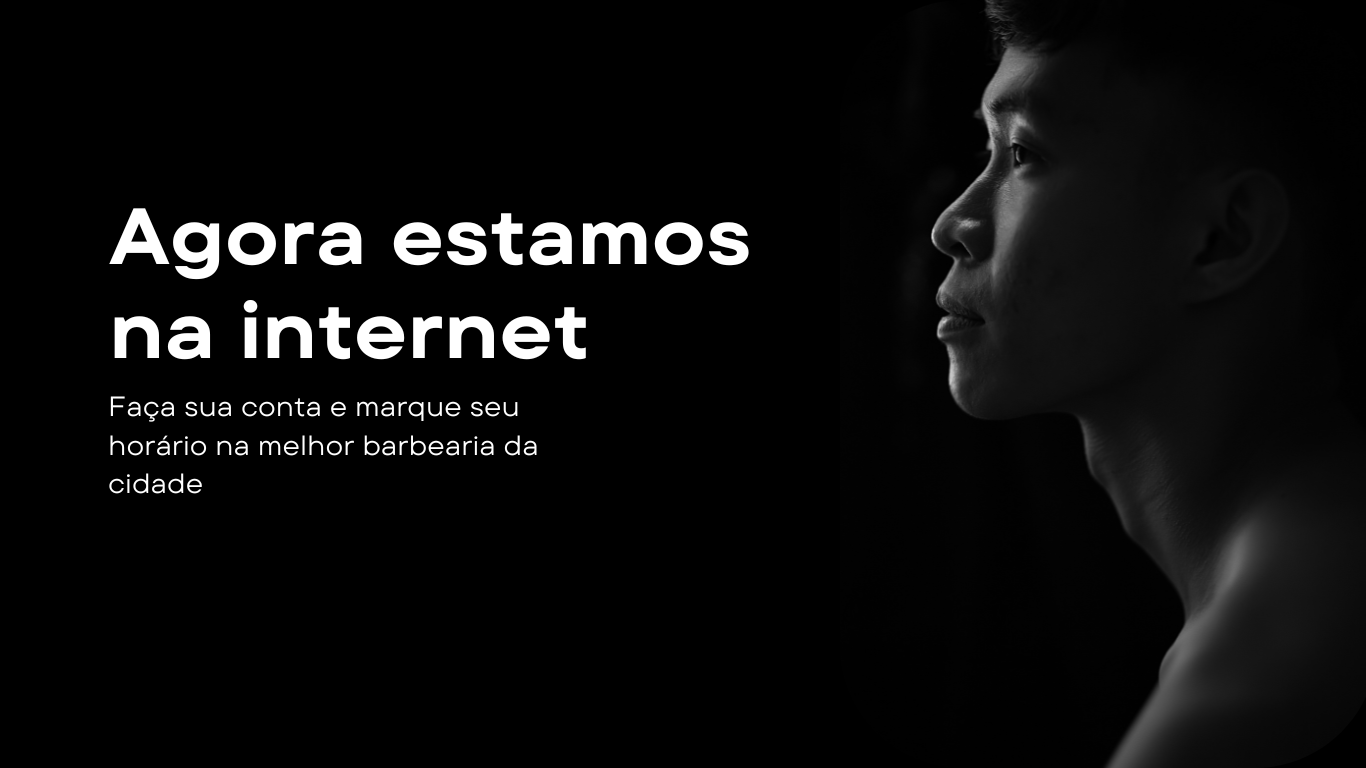 Agora estamos
na internet
Faça sua conta e marque seu
horário na melhor barbearia da
cidade